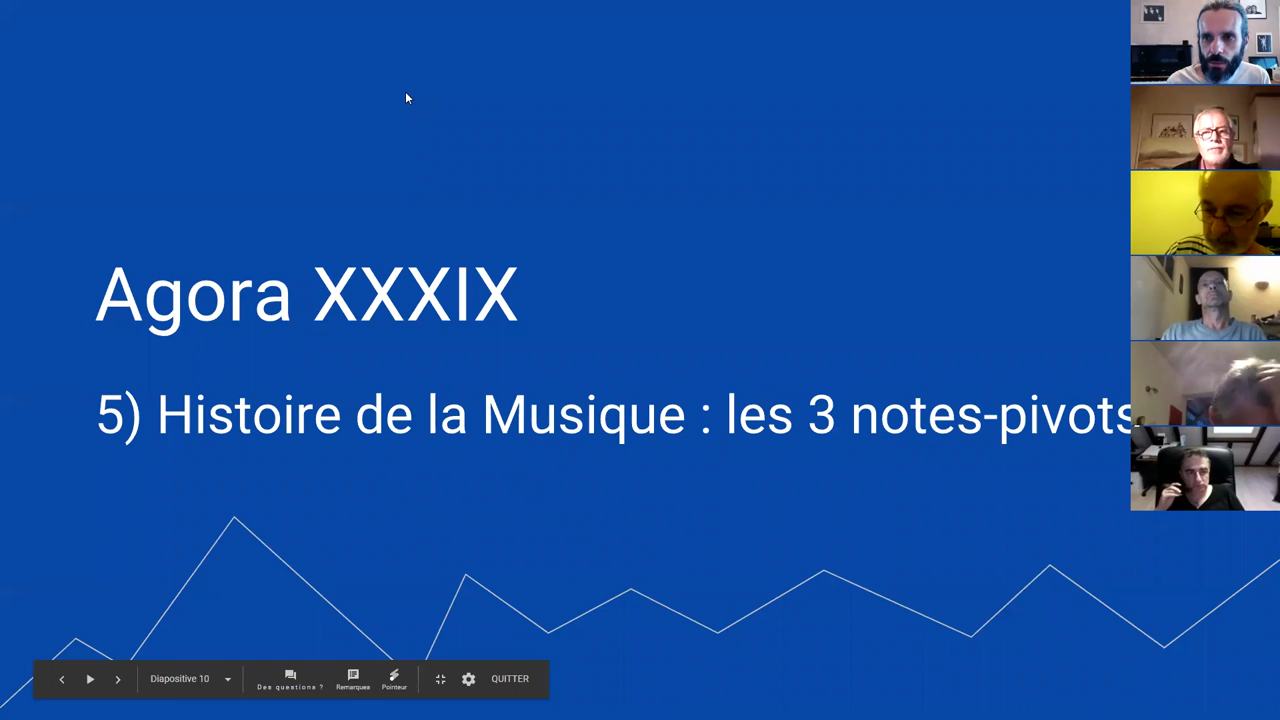 Agora XXXIX
5) Histoire de la Musique : les 3 notes-pivots
Diapositive 10
Des questions ?
Remarques
Pointeur
QUITTER